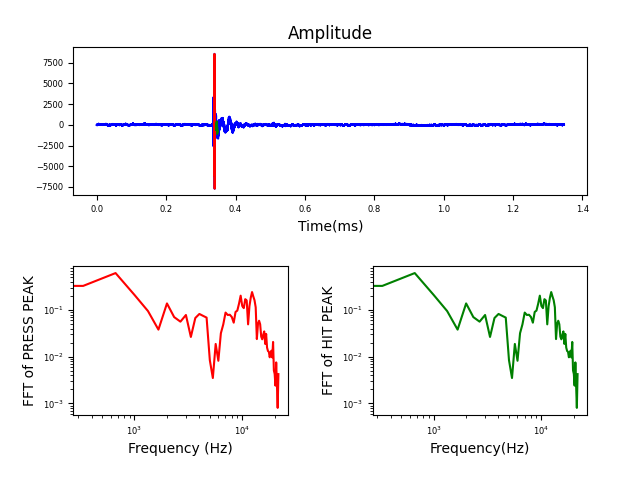 Amplitude
7500
5000
2500
0
−2500
−5000
−7500
0.0 0.2 0.4 0.6 0.8 1.0 1.2 1.4
Time(ms)
FFT of PRESS PEAK
10⁻¹
10⁻²
10⁻³
10³ 10⁴
Frequency (Hz)
FFT of HIT PEAK
10⁻¹
10⁻²
10⁻³
10³ 10⁴
Frequency(Hz)